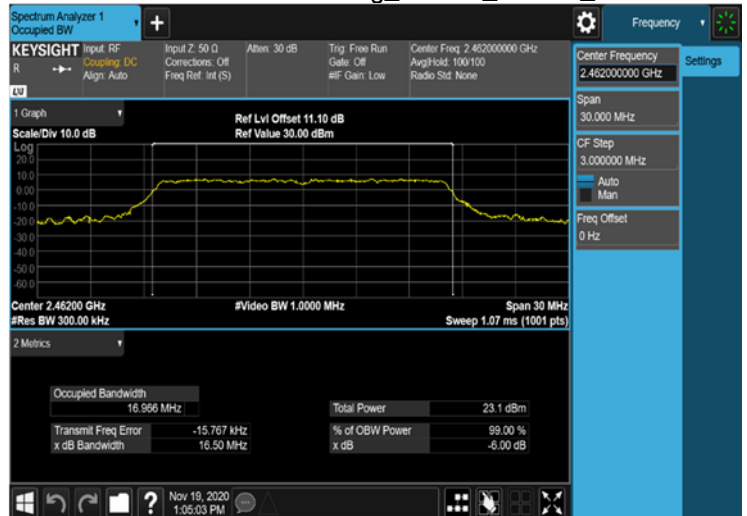 Spectrum Analyzer 1
Occupied BW
Frequency
KEYSIGHT
R
Input: RF
Coupling: DC
Align: Auto
Input Z: 50 Ω
Corrections: Off
Freq Ref: Int (S)
Atten: 30 dB
Trig: Free Run
Gate: Off
#IF Gain: Low
Center Freq: 2.462000000 GHz
Avg|Hold: 100/100
Radio Std: None
LXI
Center Frequency
2.462000000 GHz
Settings
Span
30.000 MHz
CF Step
3.000000 MHz
Auto
Man
Freq Offset
0 Hz
1 Graph
Scale/Div 10.0 dB
Ref Lvl Offset 11.10 dB
Ref Value 30.00 dBm
Log
20.0
10.0
0.00
-10.0
-20.0
-30.0
-40.0
-50.0
-60.0
Center 2.46200 GHz
#Video BW 1.0000 MHz
Span 30 MHz
#Res BW 300.00 kHz
Sweep 1.07 ms (1001 pts)
2 Metrics
Occupied Bandwidth
16.966 MHz
Total Power 23.1 dBm
Transmit Freq Error -15.767 kHz
% of OBW Power 99.00 %
x dB Bandwidth 16.50 MHz
x dB -6.00 dB
?
Nov 19, 2020
1:05:03 PM